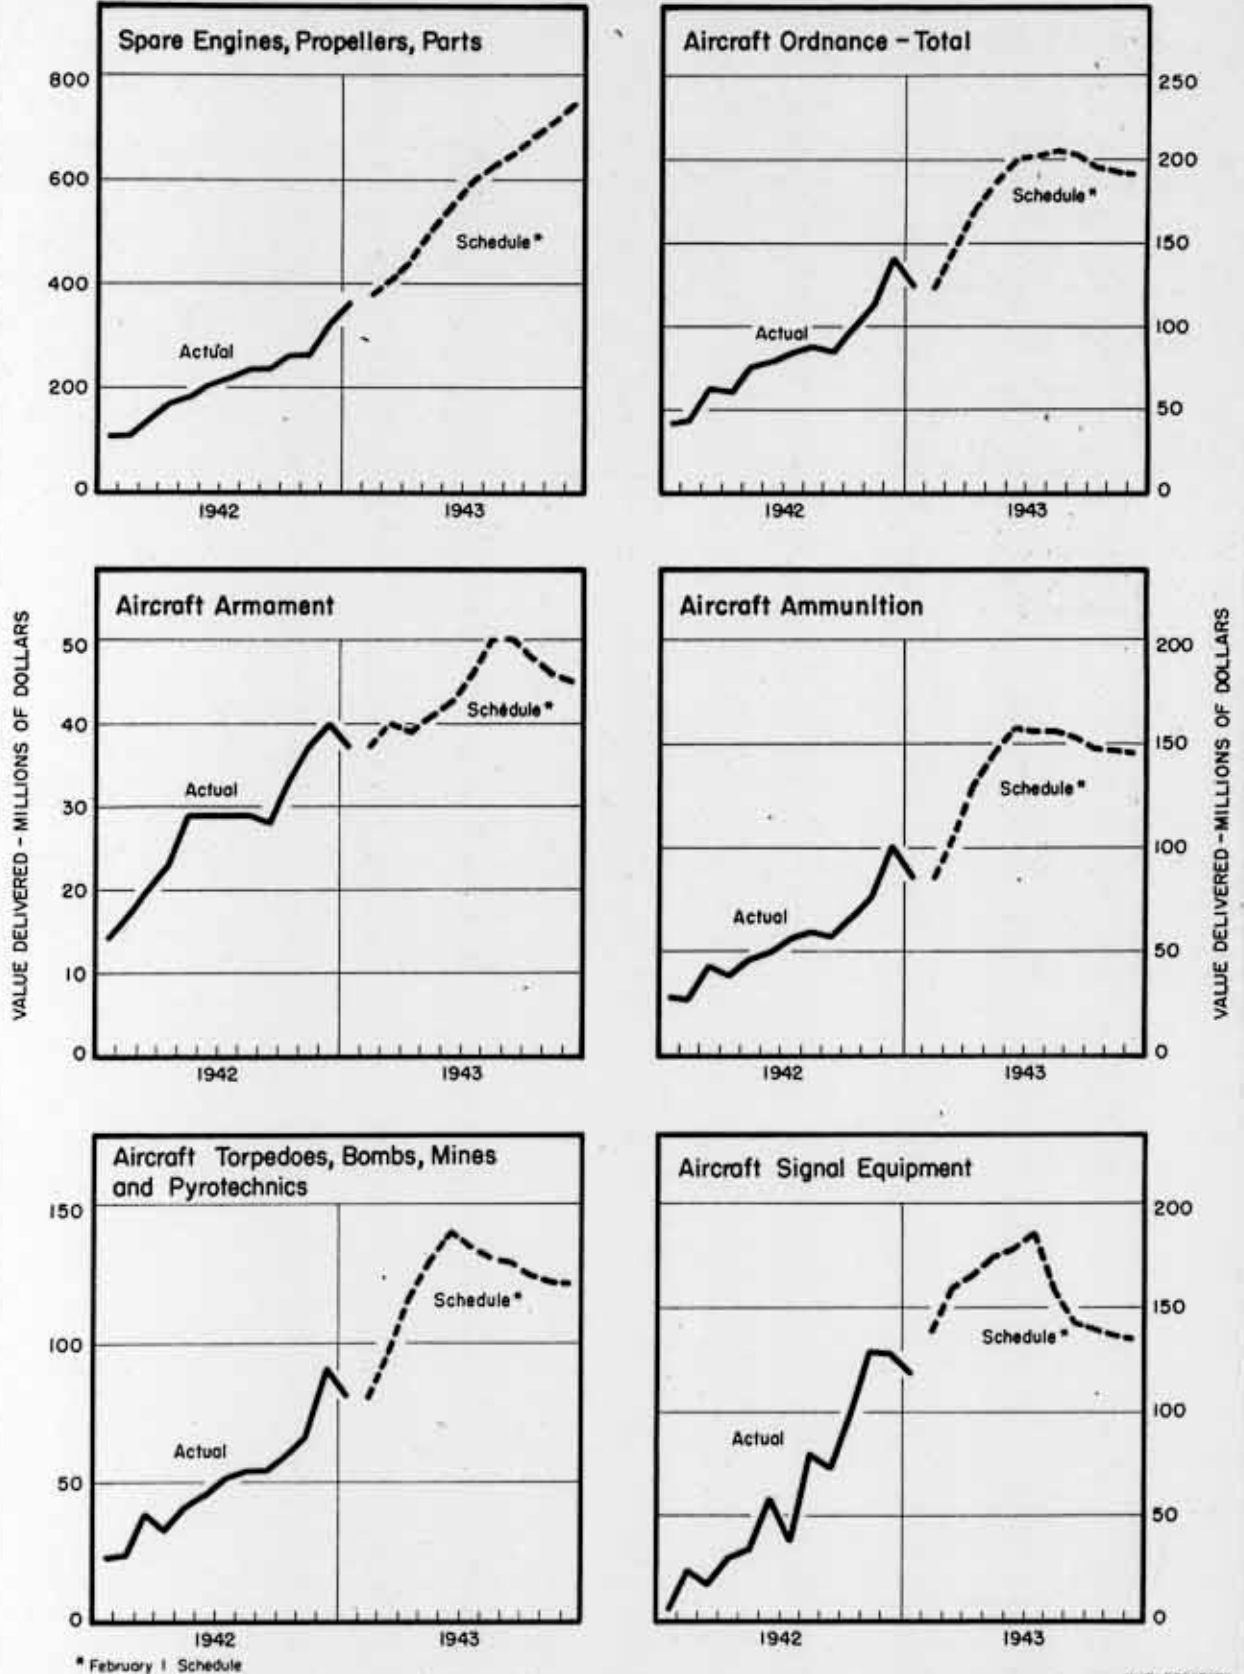 Spare Engines, Propellers, Parts
800
600
400
200
0
Actual
Schedule*
1942
1943
Aircraft Ordnance - Total
250
200
150
100
50
0
Actual
Schedule*
1942
1943
VALUE DELIVERED - MILLIONS OF DOLLARS
Aircraft Armament
50
40
30
20
10
0
Actual
Schedule*
1942
1943
Aircraft Ammunition
200
150
100
50
0
Actual
Schedule*
1942
1943
VALUE DELIVERED - MILLIONS OF DOLLARS
Aircraft Torpedoes, Bombs, Mines
and Pyrotechnics
150
100
50
0
Actual
Schedule*
1942
1943
Aircraft Signal Equipment
200
150
100
50
0
Actual
Schedule*
1942
1943
* February 1 Schedule